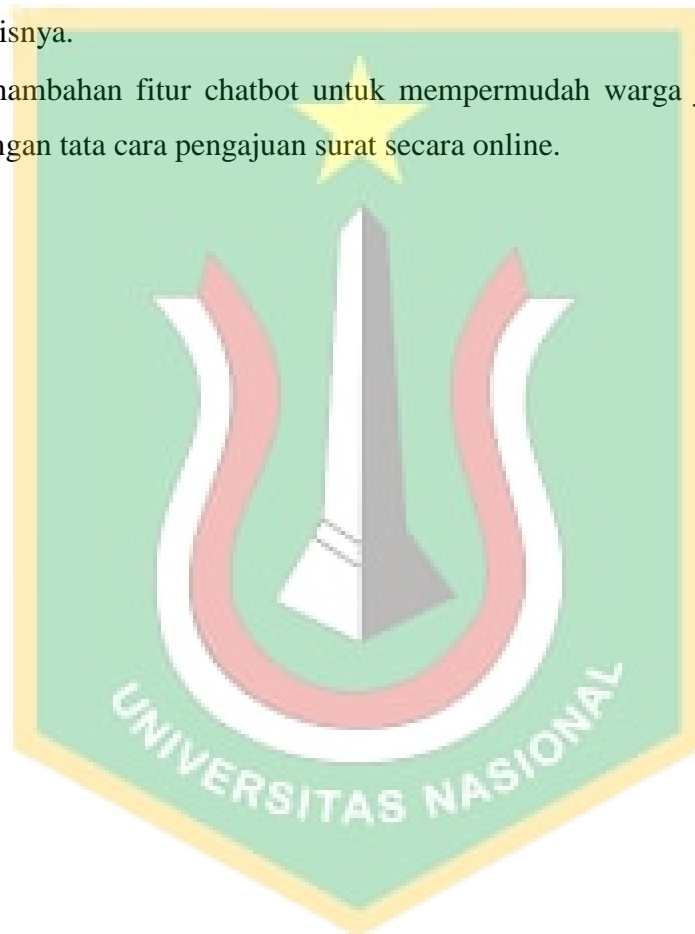 isnya.
nambahan fitur chatbot untuk mempermudah warga
ngan tata cara pengajuan surat secara online.
UNIVERSITAS NASIONAL